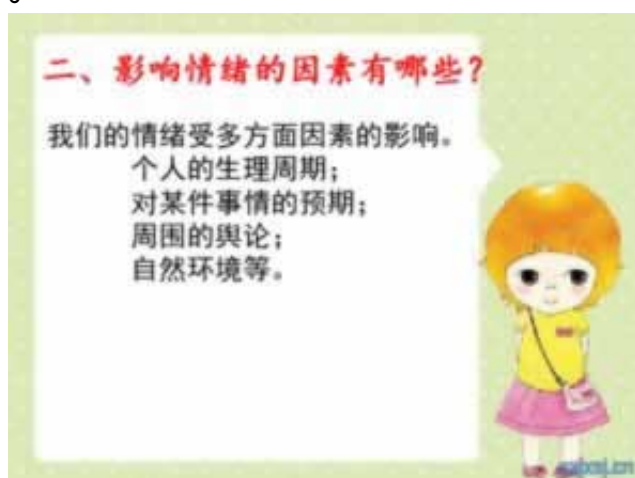 二、影响情绪的因素有哪些？
我们的情绪受多方面因素的影响。
个人的生理周期；
对某件事情的预期；
周围的舆论；
自然环境等。